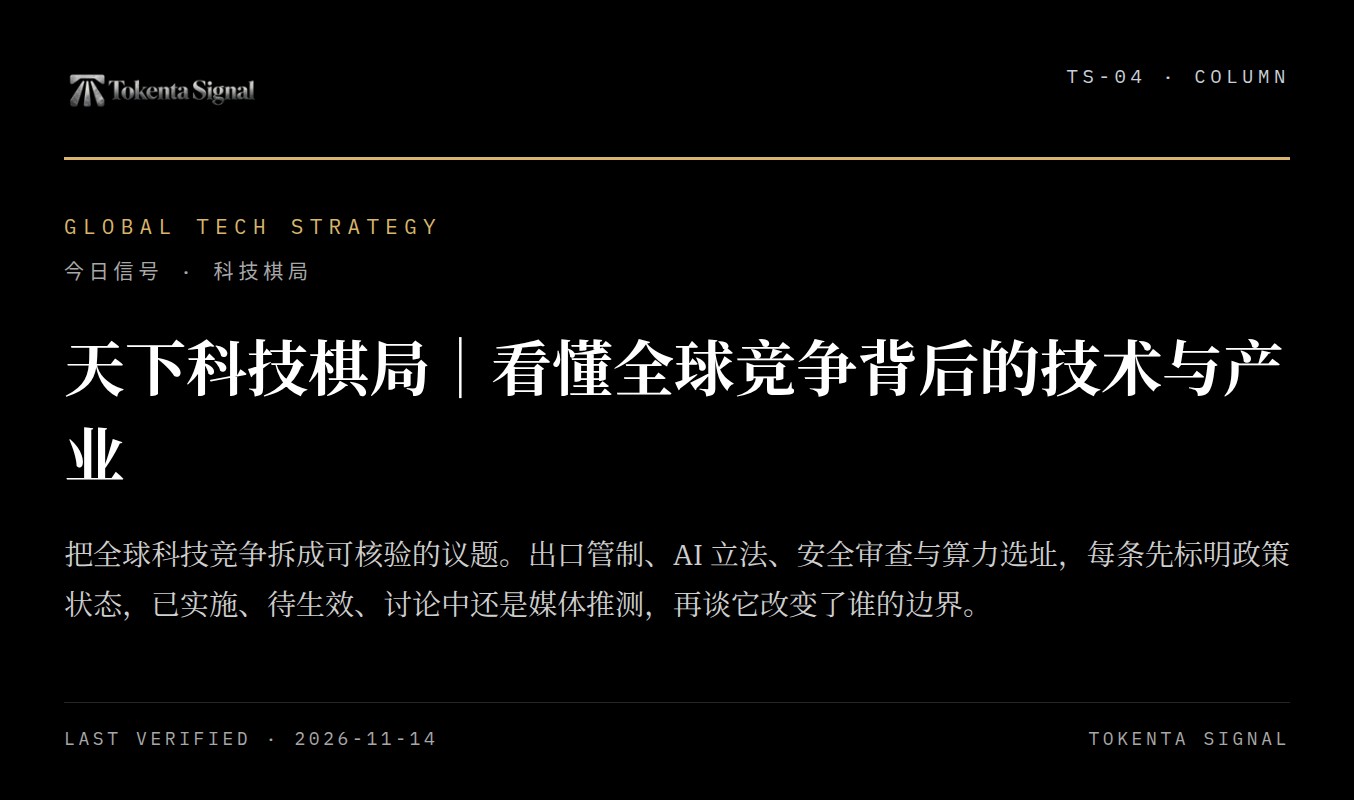 Tokenta Signal
TS-04 · COLUMN
GLOBAL TECH STRATEGY
今日信号 · 科技棋局
天下科技棋局｜看懂全球竞争背后的技术与产
业
把全球科技竞争拆成可核验的议题。出口管制、AI 立法、安全审查与算力选址，每条先标明政策
状态，已实施、待生效、讨论中还是媒体推测，再谈它改变了谁的边界。
LAST VERIFIED · 2026-11-14
TOKENTA SIGNAL